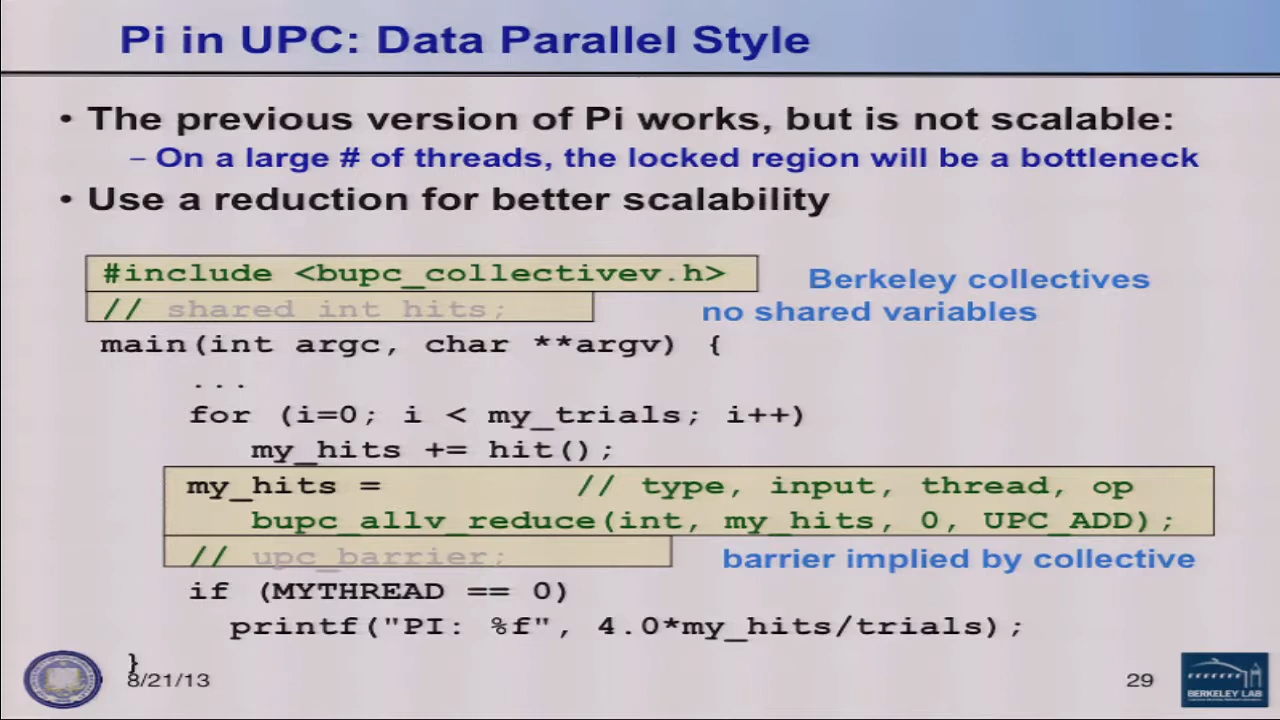 Pi in UPC: Data Parallel Style
• The previous version of Pi works, but is not scalable:
– On a large # of threads, the locked region will be a bottleneck
• Use a reduction for better scalability
#include <bupc_collectivev.h>
Berkeley collectives
// shared int hits;
no shared variables
main(int argc, char **argv) {
...
for (i=0; i < my_trials; i++)
my_hits += hit();
my_hits = // type, input, thread, op
bupc_allv_reduce(int, my_hits, 0, UPC_ADD);
// upc_barrier;
barrier implied by collective
if (MYTHREAD == 0)
printf("PI: %f", 4.0*my_hits/trials);
}
8/21/13
29
BERKELEY LAB